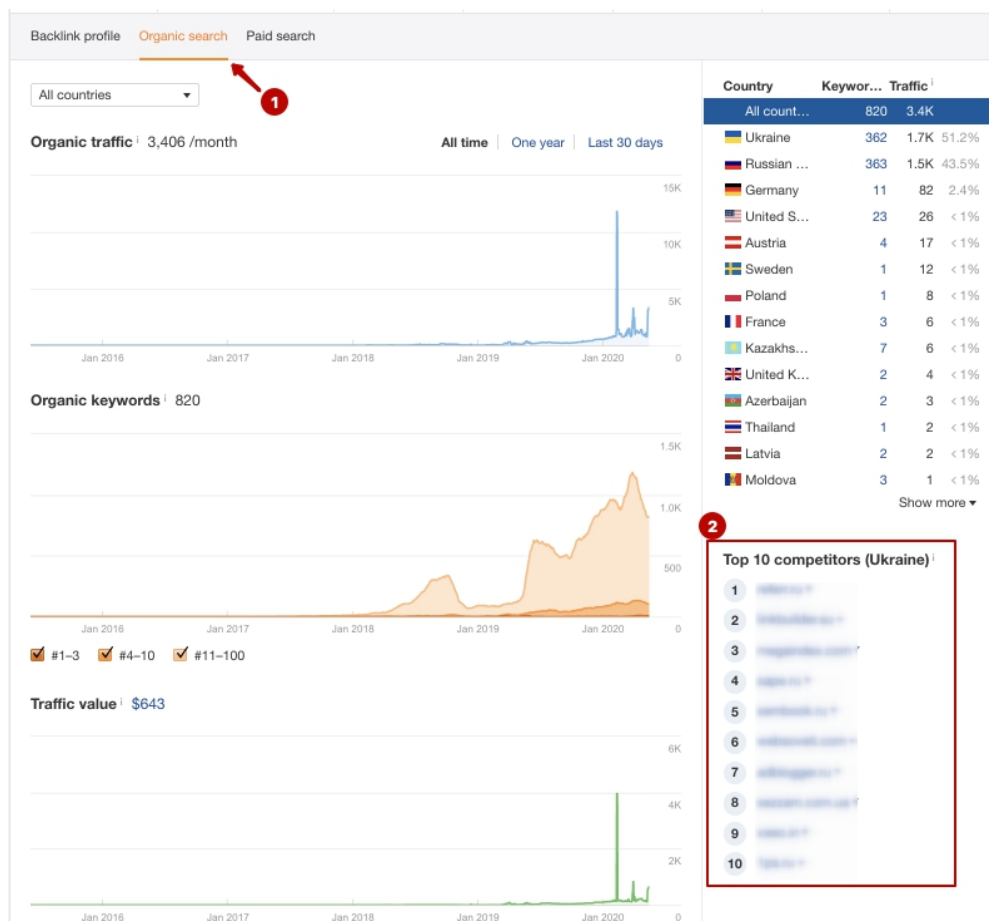 Backlink profile Organic search Paid search
1
All countries
Organic traffic i 3,406 /month All time One year Last 30 days
15K
10K
5K
0
Jan 2016 Jan 2017 Jan 2018 Jan 2019 Jan 2020
Organic keywords i 820
1.5K
1.0K
500
0
Jan 2016 Jan 2017 Jan 2018 Jan 2019 Jan 2020
#1–3 #4–10 #11–100
Traffic value i $643
6K
4K
2K
0
Jan 2016 Jan 2017 Jan 2018 Jan 2019 Jan 2020
Country Keywor... Traffic i
All count... 820 3.4K
Ukraine 362 1.7K 51.2%
Russian ... 363 1.5K 43.5%
Germany 11 82 2.4%
United S... 23 26 <1%
Austria 4 17 <1%
Sweden 1 12 <1%
Poland 1 8 <1%
France 3 6 <1%
Kazakhs... 7 6 <1%
United K... 2 4 <1%
Azerbaijan 2 3 <1%
Thailand 1 2 <1%
Latvia 2 2 <1%
Moldova 3 1 <1%
Show more
2
Top 10 competitors (Ukraine) i
1
2
3
4
5
6
7
8
9
10